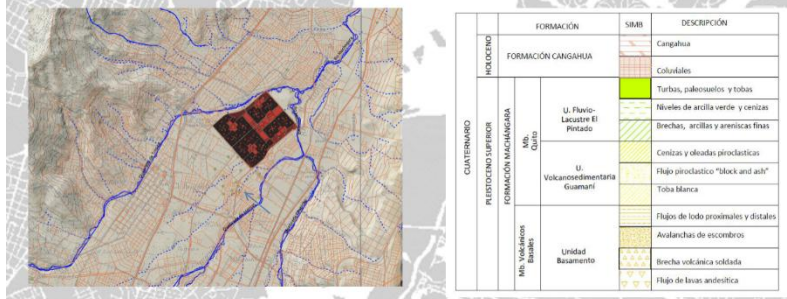 FORMACIÓN SIMB DESCRIPCIÓN
CUATERNARIO
HOLOCENO
FORMACIÓN CANGAHUA
Cangahua
Coluviales
PLEISTOCENO SUPERIOR
FORMACIÓN MACHÁNGARA
Mb. Quito
U. Fluvio-
Lacustre El
Pintado
Turbas, paleosuelos y tobas
Niveles de arcilla verde y cenizas
Brechas, arcillas y areniscas finas
U.
Volcanosedimentaria
Guamaní
Cenizas y oleadas piroclasticas
Flujo piroclastico "block and ash"
Toba blanca
Mb. Volcánicos
Basales
Unidad
Basamento
Flujos de lodo proximales y distales
Avalanchas de escombros
Brecha volcánica soldada
Flujo de lavas andesítica